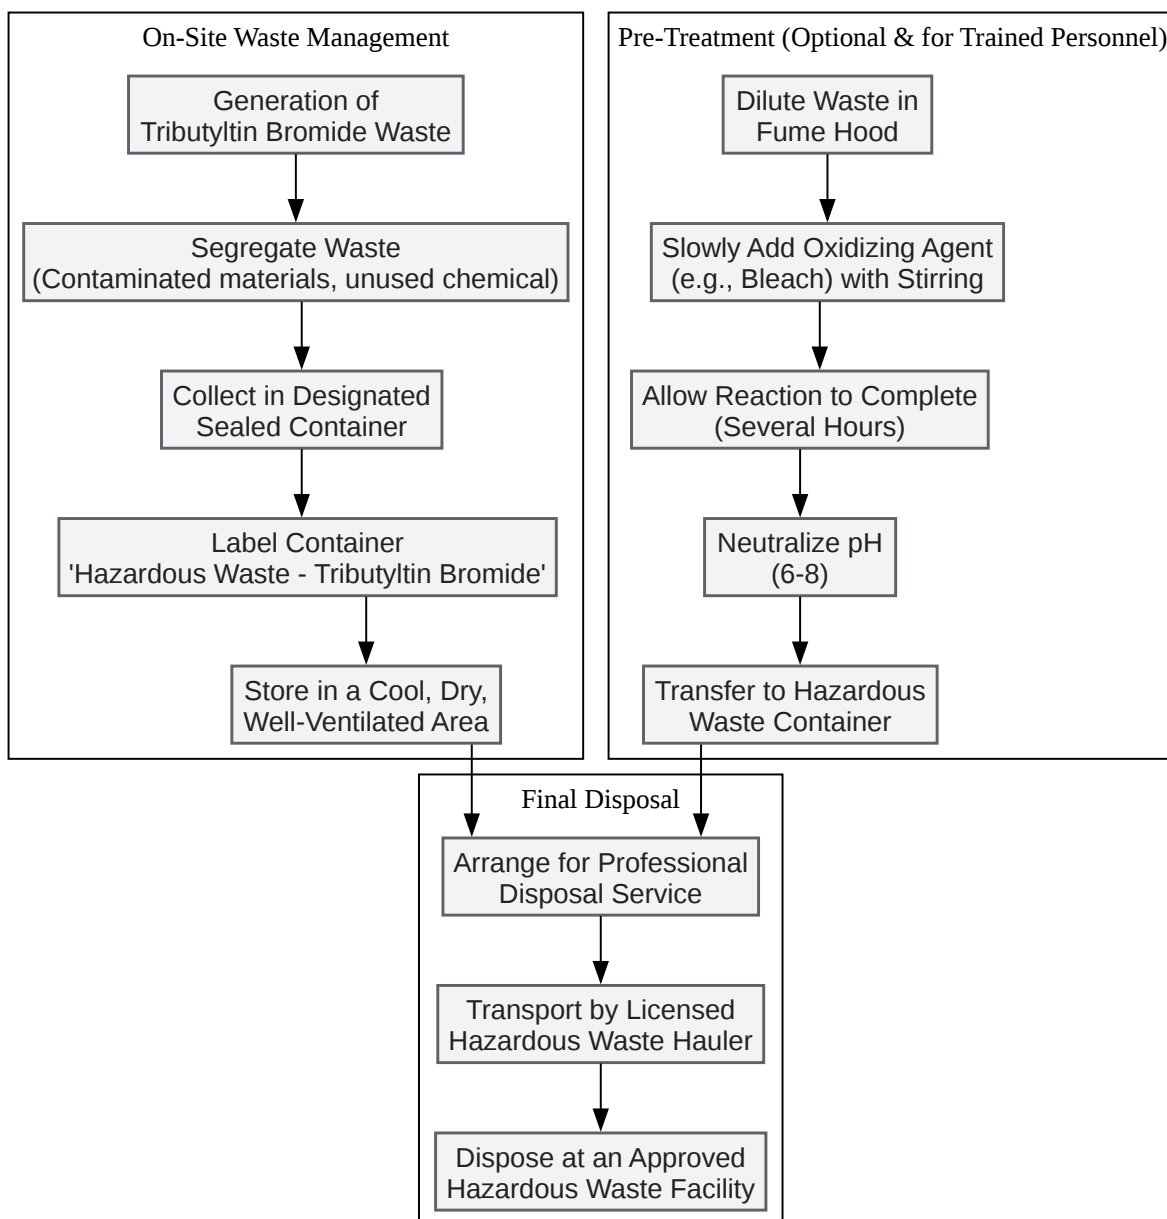 On-Site Waste Management
Generation of
Tributyltin Bromide Waste
Segregate Waste
(Contaminated materials, unused chemical)
Collect in Designated
Sealed Container
Label Container
'Hazardous Waste - Tributyltin Bromide'
Store in a Cool, Dry,
Well-Ventilated Area
Pre-Treatment (Optional & for Trained Personnel)
Dilute Waste in
Fume Hood
Slowly Add Oxidizing Agent
(e.g., Bleach) with Stirring
Allow Reaction to Complete
(Several Hours)
Neutralize pH
(6-8)
Transfer to Hazardous
Waste Container
Final Disposal
Arrange for Professional
Disposal Service
Transport by Licensed
Hazardous Waste Hauler
Dispose at an Approved
Hazardous Waste Facility